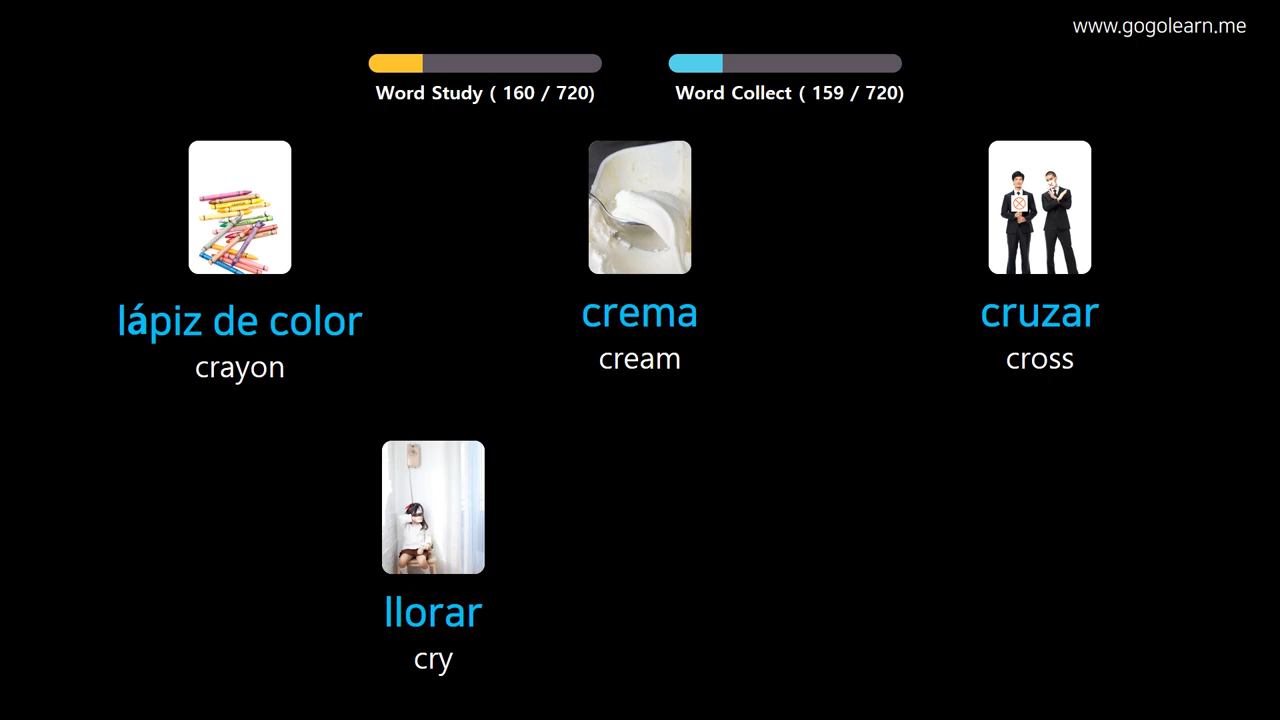 www.gogolearn.me
Word Study ( 160 / 720)
Word Collect ( 159 / 720)
lápiz de color
crayon
crema
cream
cruzar
cross
llorar
cry